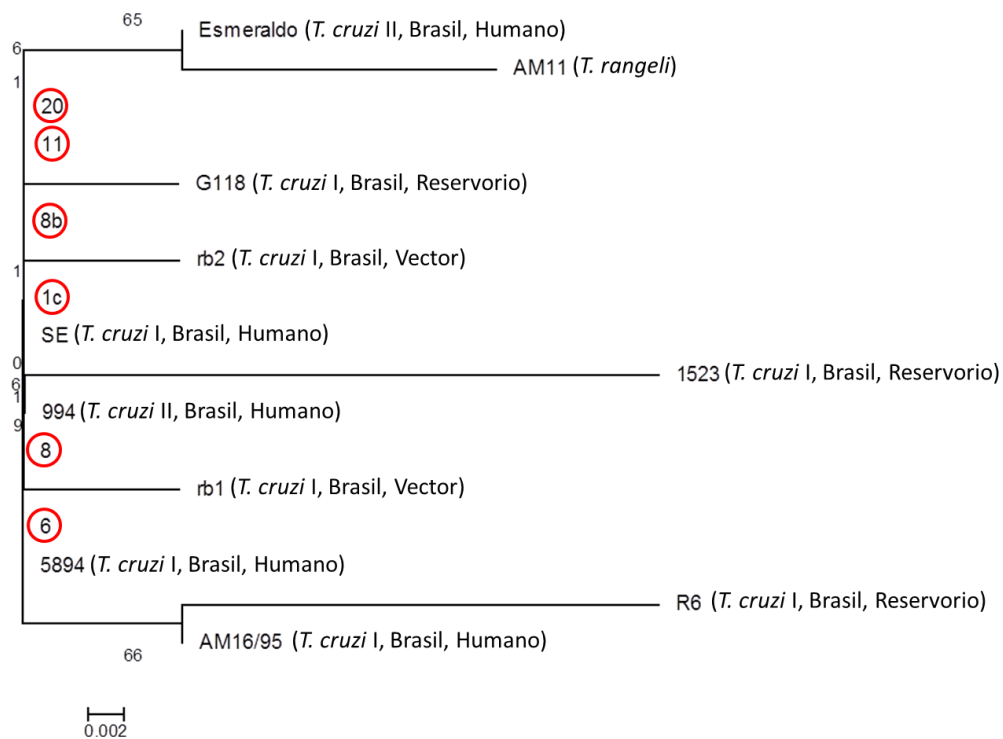 65
Esmeraldo (T. cruzi II, Brasil, Humano)
6
AM11 (T. rangeli)
1
20
11
G118 (T. cruzi I, Brasil, Reservorio)
8b
rb2 (T. cruzi I, Brasil, Vector)
1
1c
SE (T. cruzi I, Brasil, Humano)
0
1523 (T. cruzi I, Brasil, Reservorio)
6
1
994 (T. cruzi II, Brasil, Humano)
9
8
rb1 (T. cruzi I, Brasil, Vector)
6
5894 (T. cruzi I, Brasil, Humano)
R6 (T. cruzi I, Brasil, Reservorio)
AM16/95 (T. cruzi I, Brasil, Humano)
66
0.002